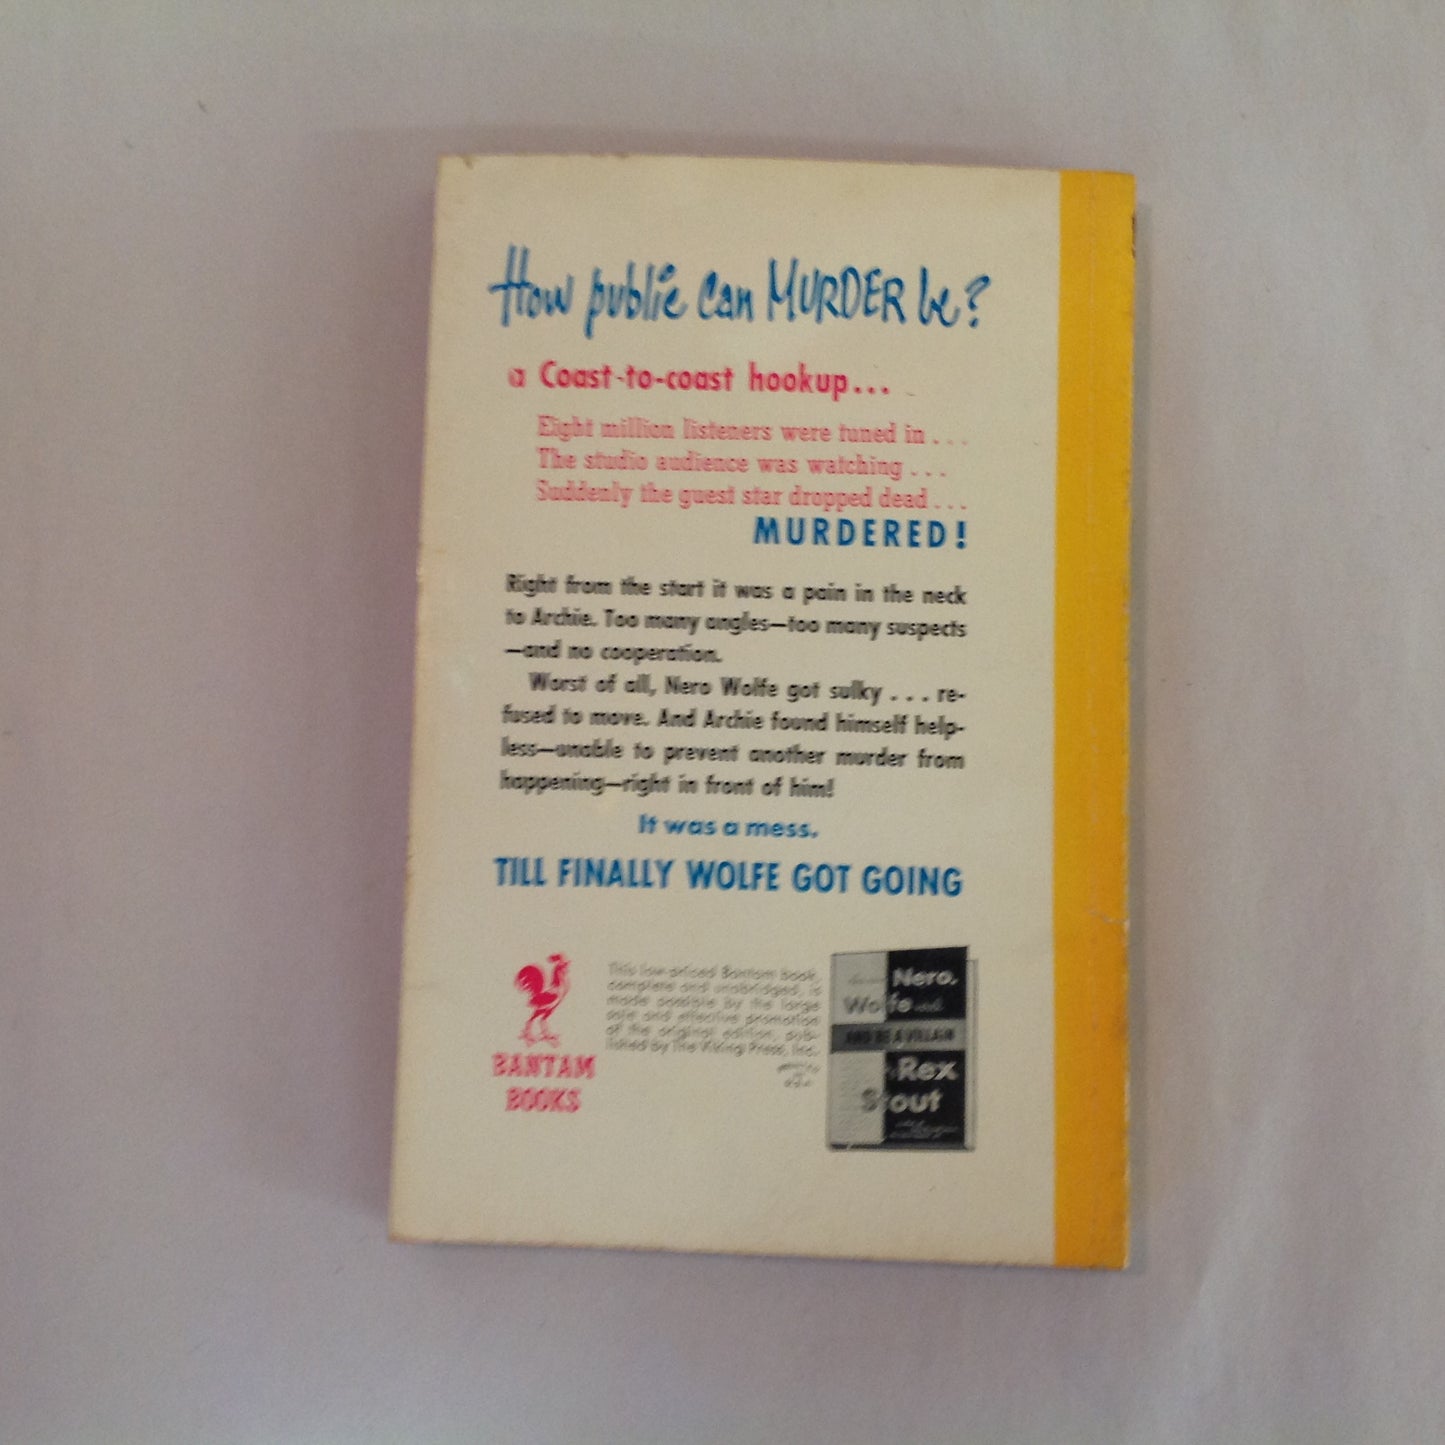 How public can MURDER be?
a Coast-to-coast hookup...
Eight million listeners were tuned in . . .
The studio audience was watching . . .
Suddenly the guest star dropped dead . . .
MURDERED!
Right from the start it was a pain in the neck
to Archie. Too many angles—too many suspects
—and no cooperation.
Worst of all, Nero Wolfe got sulky . . . re-
fused to move. And Archie found himself help-
less—unable to prevent another murder from
happening—right in front of him!
It was a mess.
TILL FINALLY WOLFE GOT GOING
BANTAM
BOOKS
This low-priced Bantam book,
complete and unabridged, is
made possible by the large
sale and effective promotion
of the original edition, pub-
lished by The Viking Press, Inc.
Nero
Wolfe
AND BE A VILLAIN
Rex
Stout